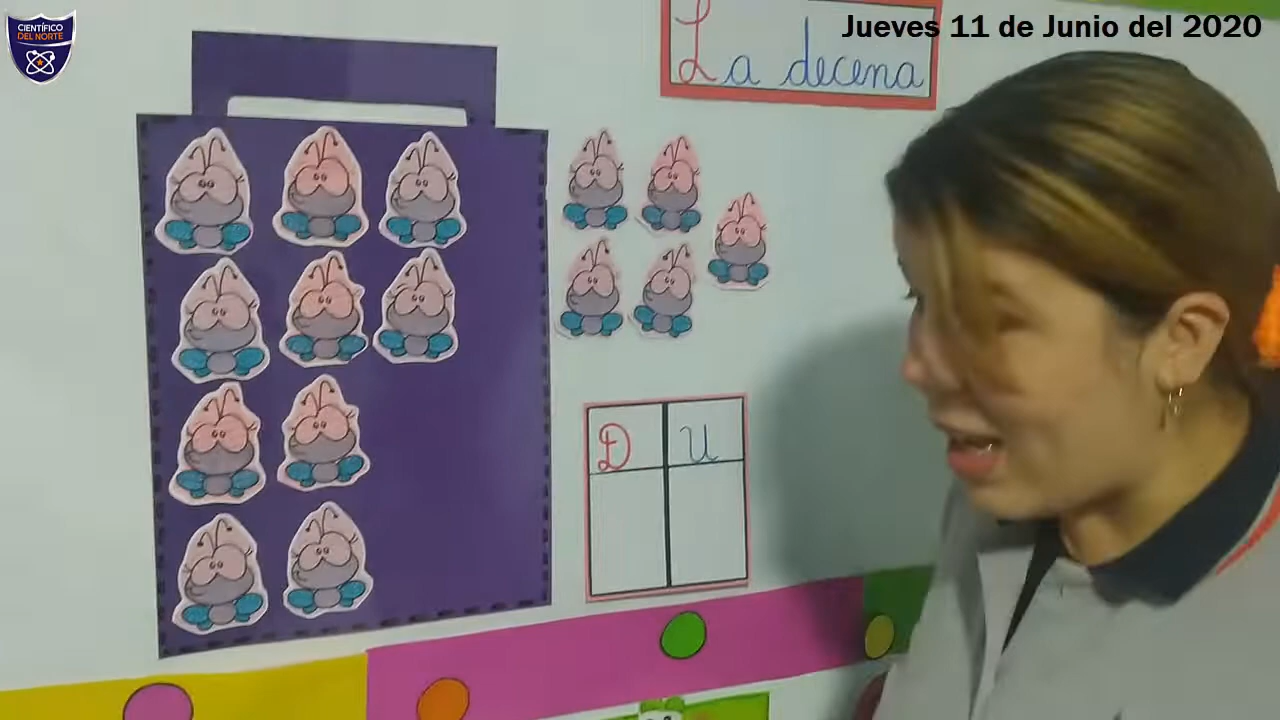 CIENTÍFICO
DEL NORTE
Jueves 11 de Junio del 2020
La decena
D U